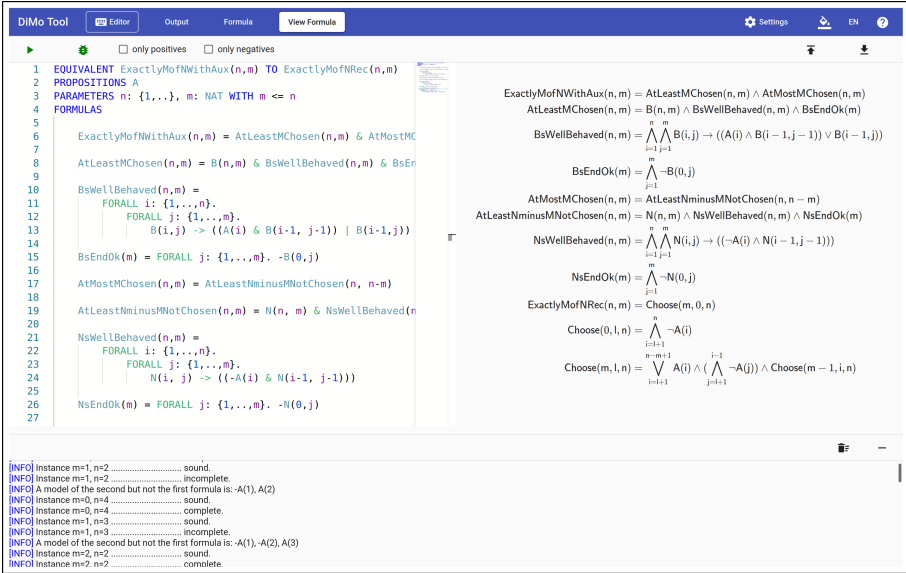 DiMo Tool Editor Output Formula View Formula Settings EN ?
only positives only negatives
1 EQUIVALENT ExactlyMofNWithAux(n,m) TO ExactlyMofNRec(n,m)
2 PROPOSITIONS A
3 PARAMETERS n: {1,..}, m: NAT WITH m <= n
4 FORMULAS
5
6 ExactlyMofNWithAux(n,m) = AtLeastMChosen(n,m) & AtMostMC
7
8 AtLeastMChosen(n,m) = B(n,m) & BsWellBehaved(n,m) & BsEn
9
10 BsWellBehaved(n,m) =
11 FORALL i: {1,..,n}.
12 FORALL j: {1,..,m}.
13 B(i,j) -> ((A(i) & B(i-1, j-1)) | B(i-1,j))
14
15 BsEndOk(m) = FORALL j: {1,..,m}. -B(0,j)
16
17 AtMostMChosen(n,m) = AtLeastNminusMNotChosen(n, n-m)
18
19 AtLeastNminusMNotChosen(n,m) = N(n, m) & NsWellBehaved(n
20
21 NsWellBehaved(n,m) =
22 FORALL i: {1,..,n}.
23 FORALL j: {1,..,m}.
24 N(i, j) -> ((-A(i) & N(i-1, j-1)))
25
26 NsEndOk(m) = FORALL j: {1,..,m}. -N(0,j)
27
ExactlyMofNWithAux(n, m) = AtLeastMChosen(n, m) ∧ AtMostMChosen(n, m)
AtLeastMChosen(n, m) = B(n, m) ∧ BsWellBehaved(n, m) ∧ BsEndOk(m)
BsWellBehaved(n, m) = ⋀_{i=1}^{n} ⋀_{j=1}^{m} B(i, j) → ((A(i) ∧ B(i − 1, j − 1)) ∨ B(i − 1, j))
BsEndOk(m) = ⋀_{j=1}^{m} ¬B(0, j)
AtMostMChosen(n, m) = AtLeastNminusMNotChosen(n, n − m)
AtLeastNminusMNotChosen(n, m) = N(n, m) ∧ NsWellBehaved(n, m) ∧ NsEndOk(m)
NsWellBehaved(n, m) = ⋀_{i=1}^{n} ⋀_{j=1}^{m} N(i, j) → ((¬A(i) ∧ N(i − 1, j − 1)))
NsEndOk(m) = ⋀_{j=1}^{m} ¬N(0, j)
ExactlyMofNRec(n, m) = Choose(m, 0, n)
Choose(0, l, n) = ⋀_{i=l+1}^{n} ¬A(i)
Choose(m, l, n) = ⋁_{i=l+1}^{n−m+1} A(i) ∧ (⋀_{j=l+1}^{i−1} ¬A(j)) ∧ Choose(m − 1, i, n)
[INFO] Instance m=1, n=2 ............................ sound.
[INFO] Instance m=1, n=2 ............................ incomplete.
[INFO] A model of the second but not the first formula is: -A(1), A(2)
[INFO] Instance m=0, n=4 ............................ sound.
[INFO] Instance m=0, n=4 ............................ complete.
[INFO] Instance m=1, n=3 ............................ sound.
[INFO] Instance m=1, n=3 ............................ incomplete.
[INFO] A model of the second but not the first formula is: -A(1), -A(2), A(3)
[INFO] Instance m=2, n=2 ............................ sound.
[INFO] Instance m=2, n=2 ............................ complete.